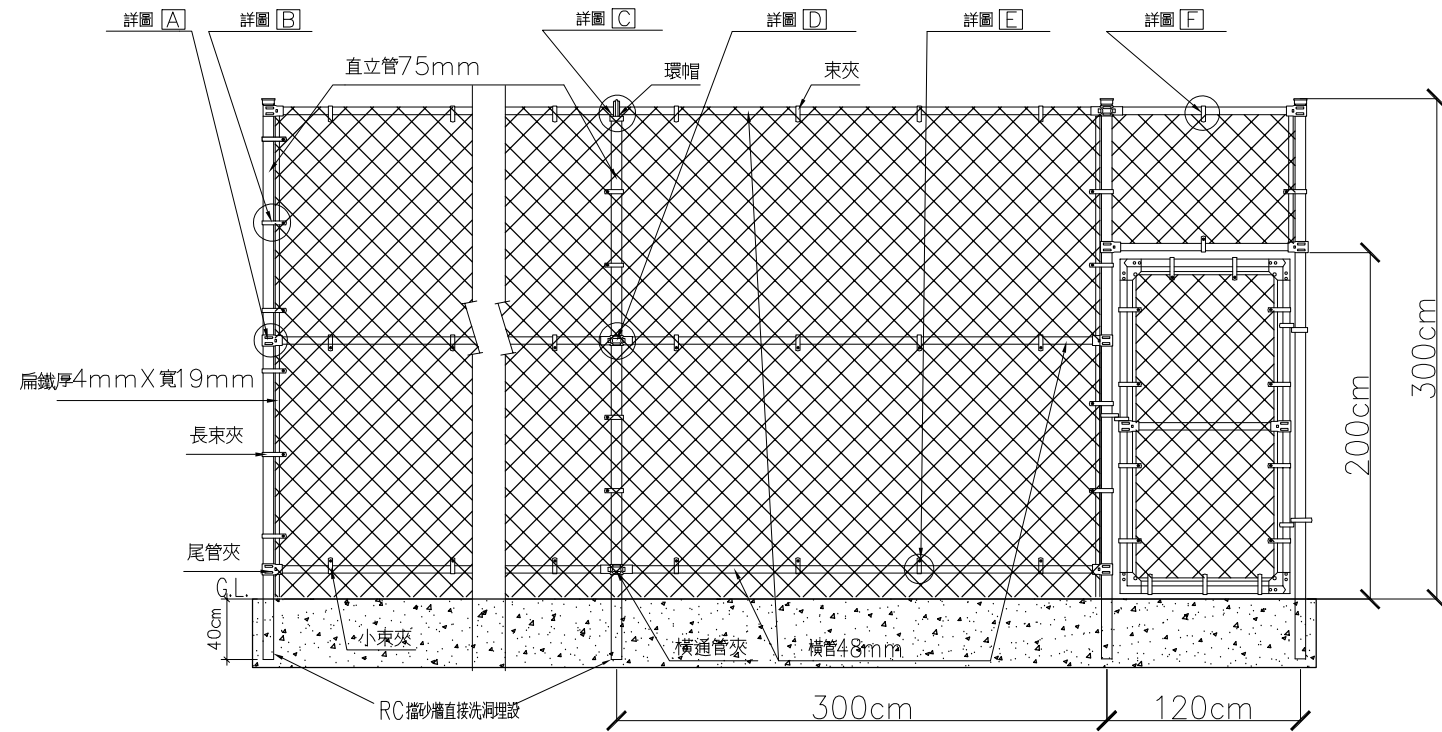 詳圖 A
詳圖 B
詳圖 C
詳圖 D
詳圖 E
詳圖 F
直立管75mm
環帽
束夾
扁鐵厚4mmX寬19mm
長束夾
尾管夾
G.L.
40cm
小束夾
橫通管夾
橫管48mm
RC擋砂牆直接洗洞埋設
300cm
120cm
200cm
300cm